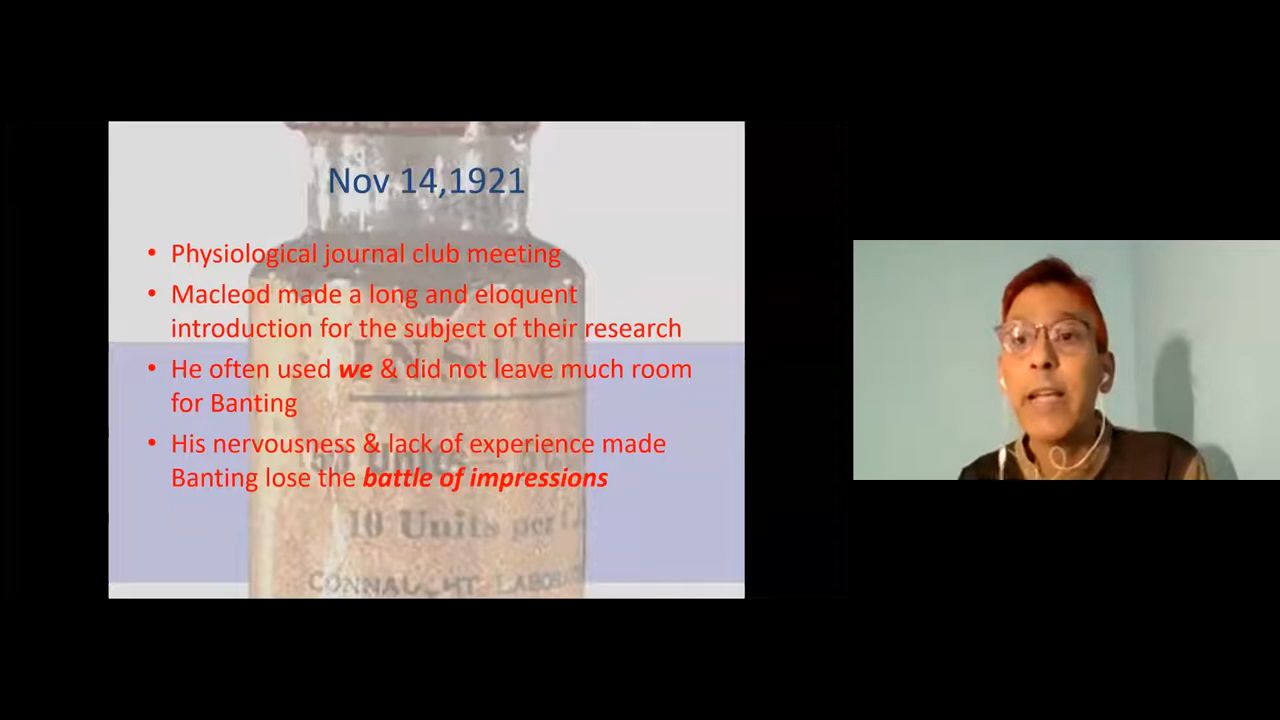 Nov 14,1921
• Physiological journal club meeting
• Macleod made a long and eloquent
introduction for the subject of their research
• He often used we & did not leave much room
for Banting
• His nervousness & lack of experience made
Banting lose the battle of impressions
10 Units per
CONNAUGHT